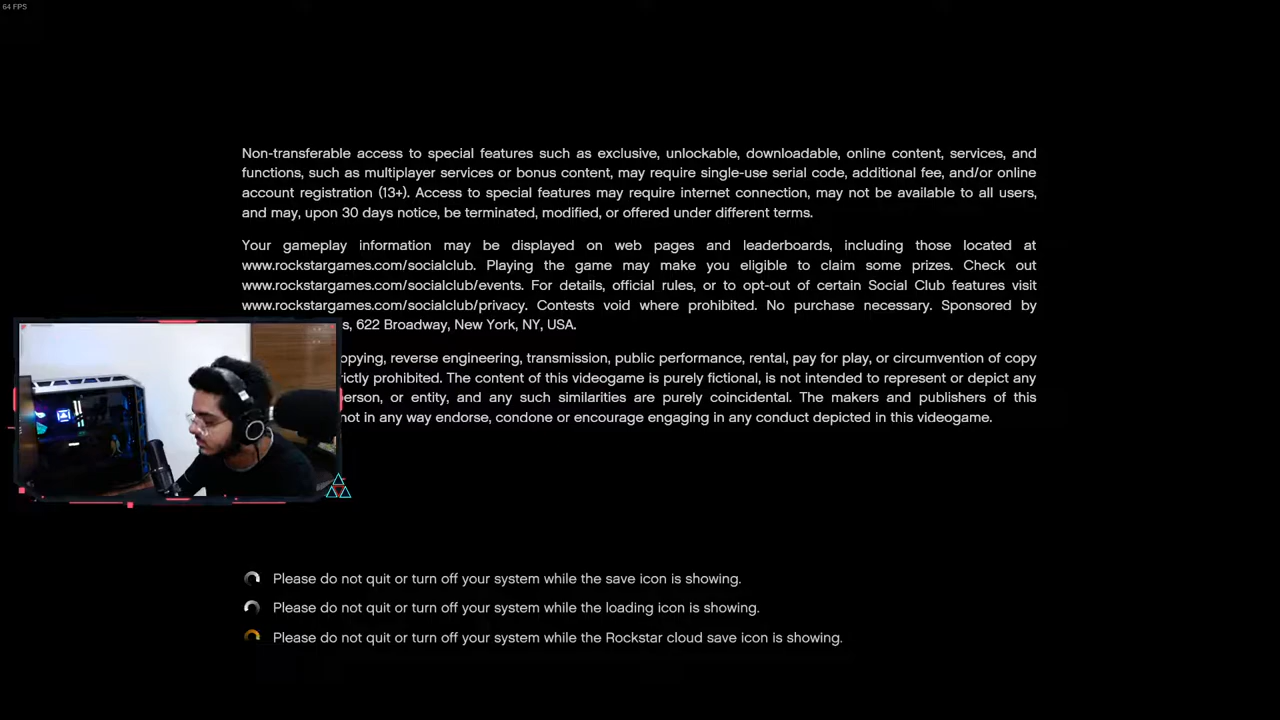 64 FPS
Non-transferable access to special features such as exclusive, unlockable, downloadable, online content, services, and
functions, such as multiplayer services or bonus content, may require single-use serial code, additional fee, and/or online
account registration (13+). Access to special features may require internet connection, may not be available to all users,
and may, upon 30 days notice, be terminated, modified, or offered under different terms.
Your gameplay information may be displayed on web pages and leaderboards, including those located at
www.rockstargames.com/socialclub. Playing the game may make you eligible to claim some prizes. Check out
www.rockstargames.com/socialclub/events. For details, official rules, or to opt-out of certain Social Club features visit
www.rockstargames.com/socialclub/privacy. Contests void where prohibited. No purchase necessary. Sponsored by
622 Broadway, New York, NY, USA.
reverse engineering, transmission, public performance, rental, pay for play, or circumvention of copy
prohibited. The content of this videogame is purely fictional, is not intended to represent or depict any
or entity, and any such similarities are purely coincidental. The makers and publishers of this
not in any way endorse, condone or encourage engaging in any conduct depicted in this videogame.
Please do not quit or turn off your system while the save icon is showing.
Please do not quit or turn off your system while the loading icon is showing.
Please do not quit or turn off your system while the Rockstar cloud save icon is showing.